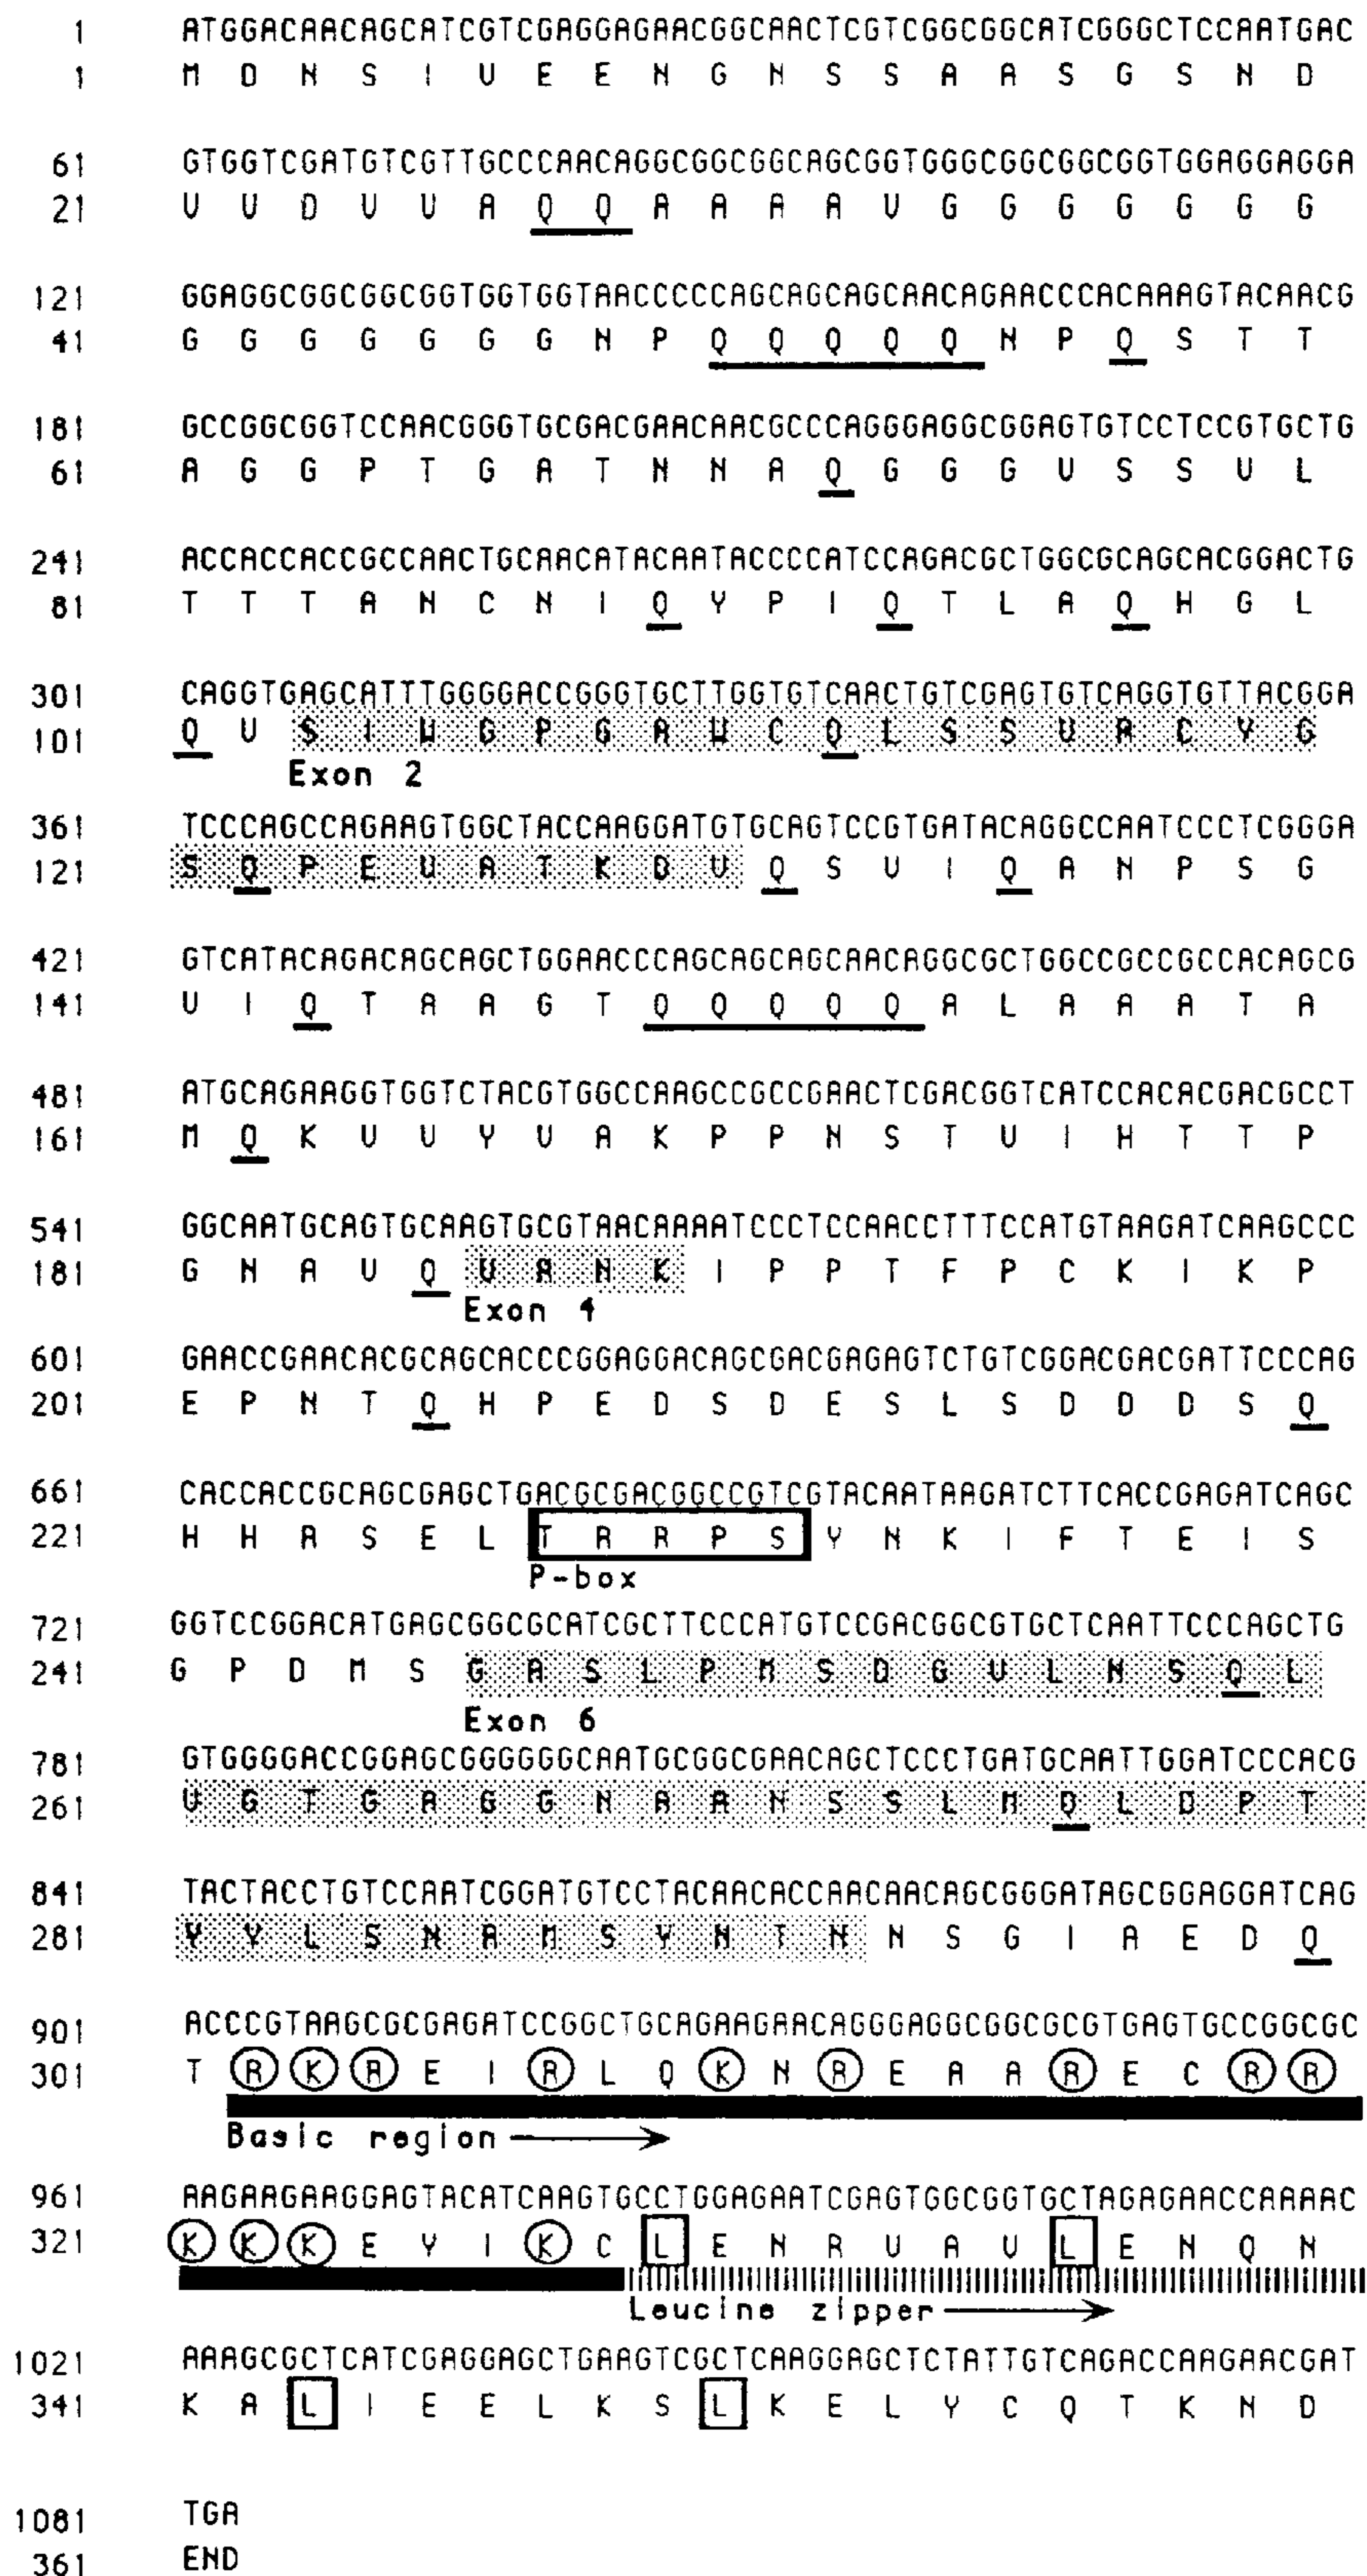 1 ATGGACAACAGCATCGTCGAGGAGAACGGCAACTCGTCGGCGGCATCGGGCTCCAATGAC
1 M D N S I V E E N G N S S A A S G S N D
61 GTGGTCGATGTCGTTGCCCAACAGGCGGCGGCAGCGGTGGGCGGCGGCGGTGGAGGAGGA
21 V V D V V A Q Q A A A A V G G G G G G G
121 GGAGGCGGCGGCGGTGGTGGTAACCCCCAGCAGCAGCAACAGAACCCACAAAGTACAACG
41 G G G G G G G N P Q Q Q Q Q N P Q S T T
181 GCCGGCGGTCCAACGGGTGCGACGAACAACGCCCAGGGAGGCGGAGTGTCCTCCGTGCTG
61 A G G P T G A T N N A Q G G G V S S V L
241 ACCACCACCGCCAACTGCAACATACAATACCCCATCCAGACGCTGGCGCAGCACGGACTG
81 T T T A N C N I Q Y P I Q T L A Q H G L
301 CAGGTGAGCATTTGGGGACCGGGTGCTTGGTGTCAACTGTCGAGTGTCAGGTGTTACGGA
101 Q V S I W G P G A W C Q L S S V R C Y G
Exon 2
361 TCCCAGCCAGAAGTGGCTACCAAGGATGTGCAGTCCGTGATACAGGCCAATCCCTCGGGA
121 S Q P E V A T K D V Q S V I Q A N P S G
421 GTCATACAGACAGCAGCTGGAACCCAGCAGCAGCAACAGGCGCTGGCCGCCGCCACAGCG
141 V I Q T A A G T Q Q Q Q Q A L A A A T A
481 ATGCAGAAGGTGGTCTACGTGGCCAAGCCGCCGAACTCGACGGTCATCCACACGACGCCT
161 M Q K V V Y V A K P P N S T V I H T T P
541 GGCAATGCAGTGCAAGTGCGTAACAAAATCCCTCCAACCTTTCCATGTAAGATCAAGCCC
181 G N A V Q V R N K I P P T F P C K I K P
Exon 4
601 GAACCGAACACGCAGCACCCGGAGGACAGCGACGAGAGTCTGTCGGACGACGATTCCCAG
201 E P N T Q H P E D S D E S L S D D D S Q
661 CACCACCGCAGCGAGCTGACGCGACGGCCGTCGTACAATAAGATCTTCACCGAGATCAGC
221 H H R S E L T R R P S Y N K I F T E I S
P-box
721 GGTCCGGACATGAGCGGCGCATCGCTTCCCATGTCCGACGGCGTGCTCAATTCCCAGCTG
241 G P D M S G A S L P M S D G V L N S Q L
Exon 6
781 GTGGGGACCGGAGCGGGGGGCAATGCGGCGAACAGCTCCCTGATGCAATTGGATCCCACG
261 V G T G A G G N A A N S S L M Q L D P T
841 TACTACCTGTCCAATCGGATGTCCTACAACACCAACAACAGCGGGATAGCGGAGGATCAG
281 Y Y L S N R M S Y N T N N S G I A E D Q
901 ACCCGTAAGCGCGAGATCCGGCTGCAGAAGAACAGGGAGGCGGCGCGTGAGTGCCGGCGC
301 T R K R E I R L Q K N R E A A R E C R R
Basic region
961 AAGAAGAAGGAGTACATCAAGTGCCTGGAGAATCGAGTGGCGGTGCTAGAGAACCAAAAC
321 K K K E Y I K C L E N R V A V L E N Q N
Leucine zipper
1021 AAAGCGCTCATCGAGGAGCTGAAGTCGCTCAAGGAGCTCTATTGTCAGACCAAGAACGAT
341 K A L I E E L K S L K E L Y C Q T K N D
1081 TGA
361 END